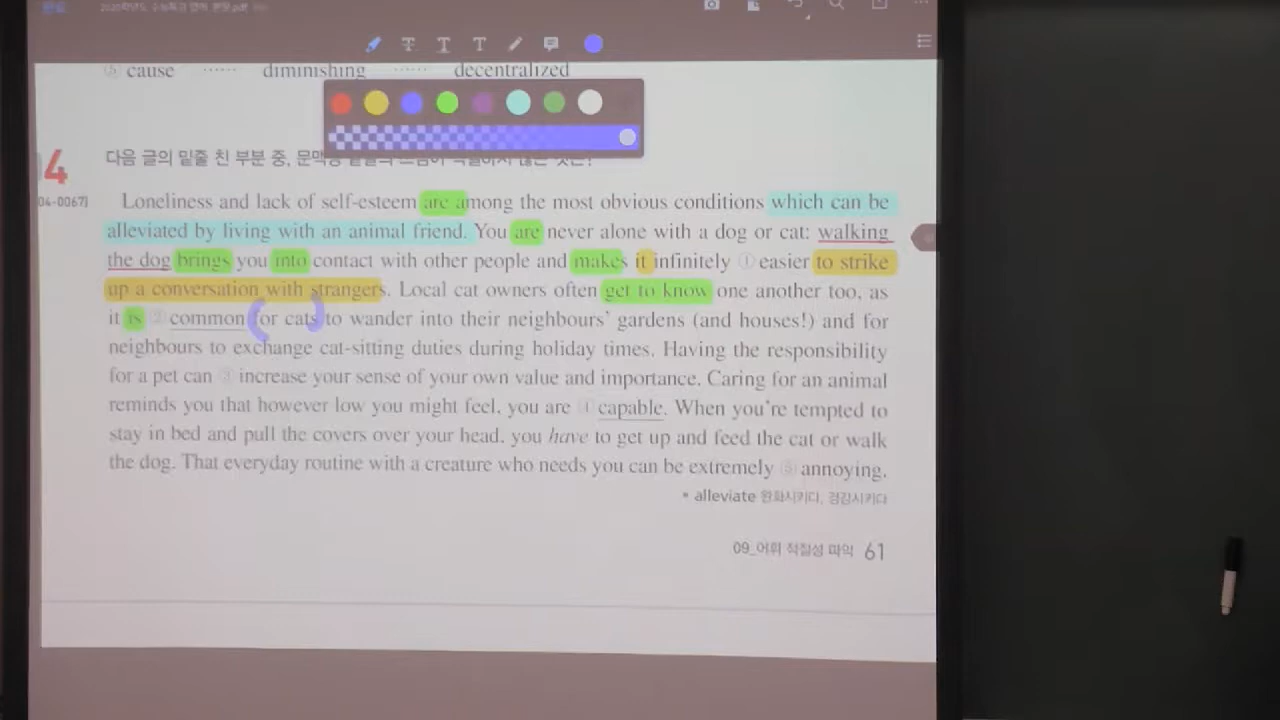 ⑤ cause ······ diminishing ······ decentralized
4 다음 글의 밑줄 친 부분 중, 문맥상
04-0067]
Loneliness and lack of self-esteem are among the most obvious conditions which can be
alleviated by living with an animal friend. You are never alone with a dog or cat: walking
the dog brings you into contact with other people and makes it infinitely ① easier to strike
up a conversation with strangers. Local cat owners often get to know one another too, as
it is ② common for cats to wander into their neighbours' gardens (and houses!) and for
neighbours to exchange cat-sitting duties during holiday times. Having the responsibility
for a pet can ③ increase your sense of your own value and importance. Caring for an animal
reminds you that however low you might feel, you are ④ capable. When you're tempted to
stay in bed and pull the covers over your head, you have to get up and feed the cat or walk
the dog. That everyday routine with a creature who needs you can be extremely ⑤ annoying.
* alleviate 완화시키다, 경감시키다
09_어휘 적절성 파악 61